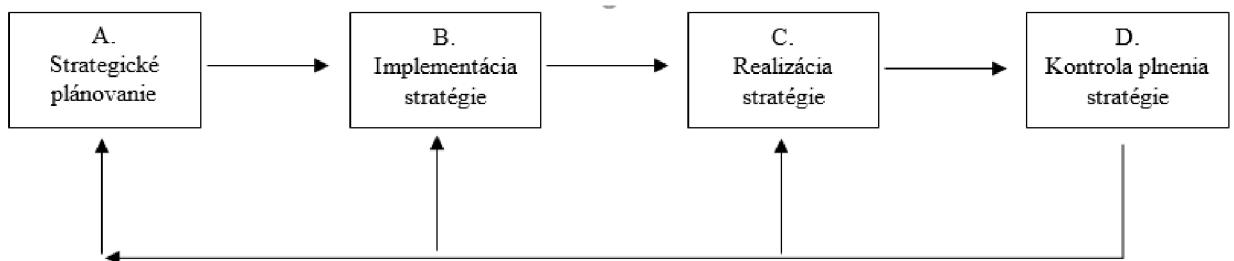 A.
Strategické
plánovanie
B.
Implementácia
stratégie
C.
Realizácia
stratégie
D.
Kontrola plnenia
stratégie